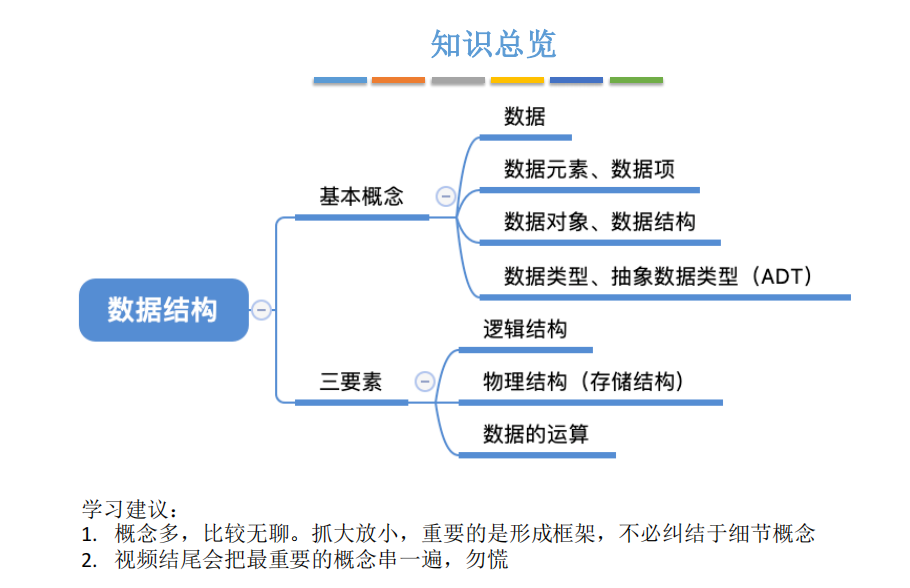 知识总览
数据
数据元素、数据项
基本概念
数据对象、数据结构
数据类型、抽象数据类型（ADT）
数据结构
逻辑结构
三要素
物理结构（存储结构）
数据的运算
学习建议：
1. 概念多，比较无聊。抓大放小，重要的是形成框架，不必纠结于细节概念
2. 视频结尾会把最重要的概念串一遍，勿慌